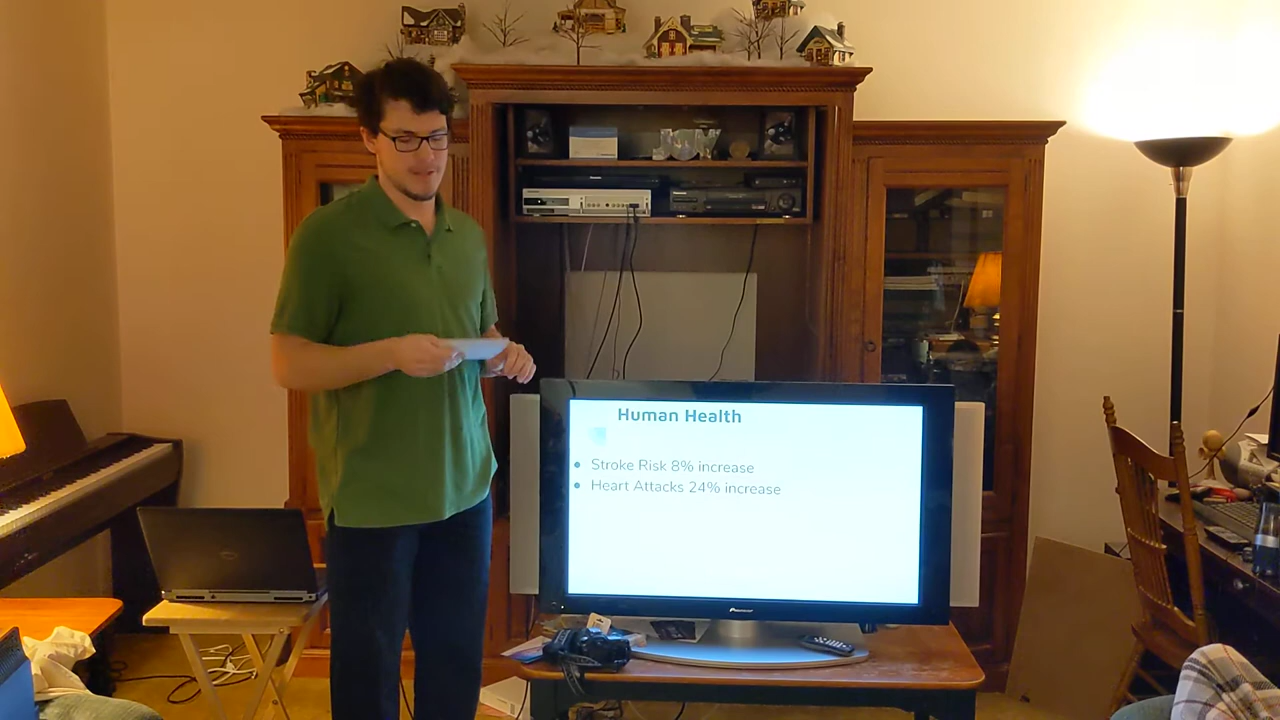 Human Health
Stroke Risk 8% increase
Heart Attacks 24% increase
Pioneer